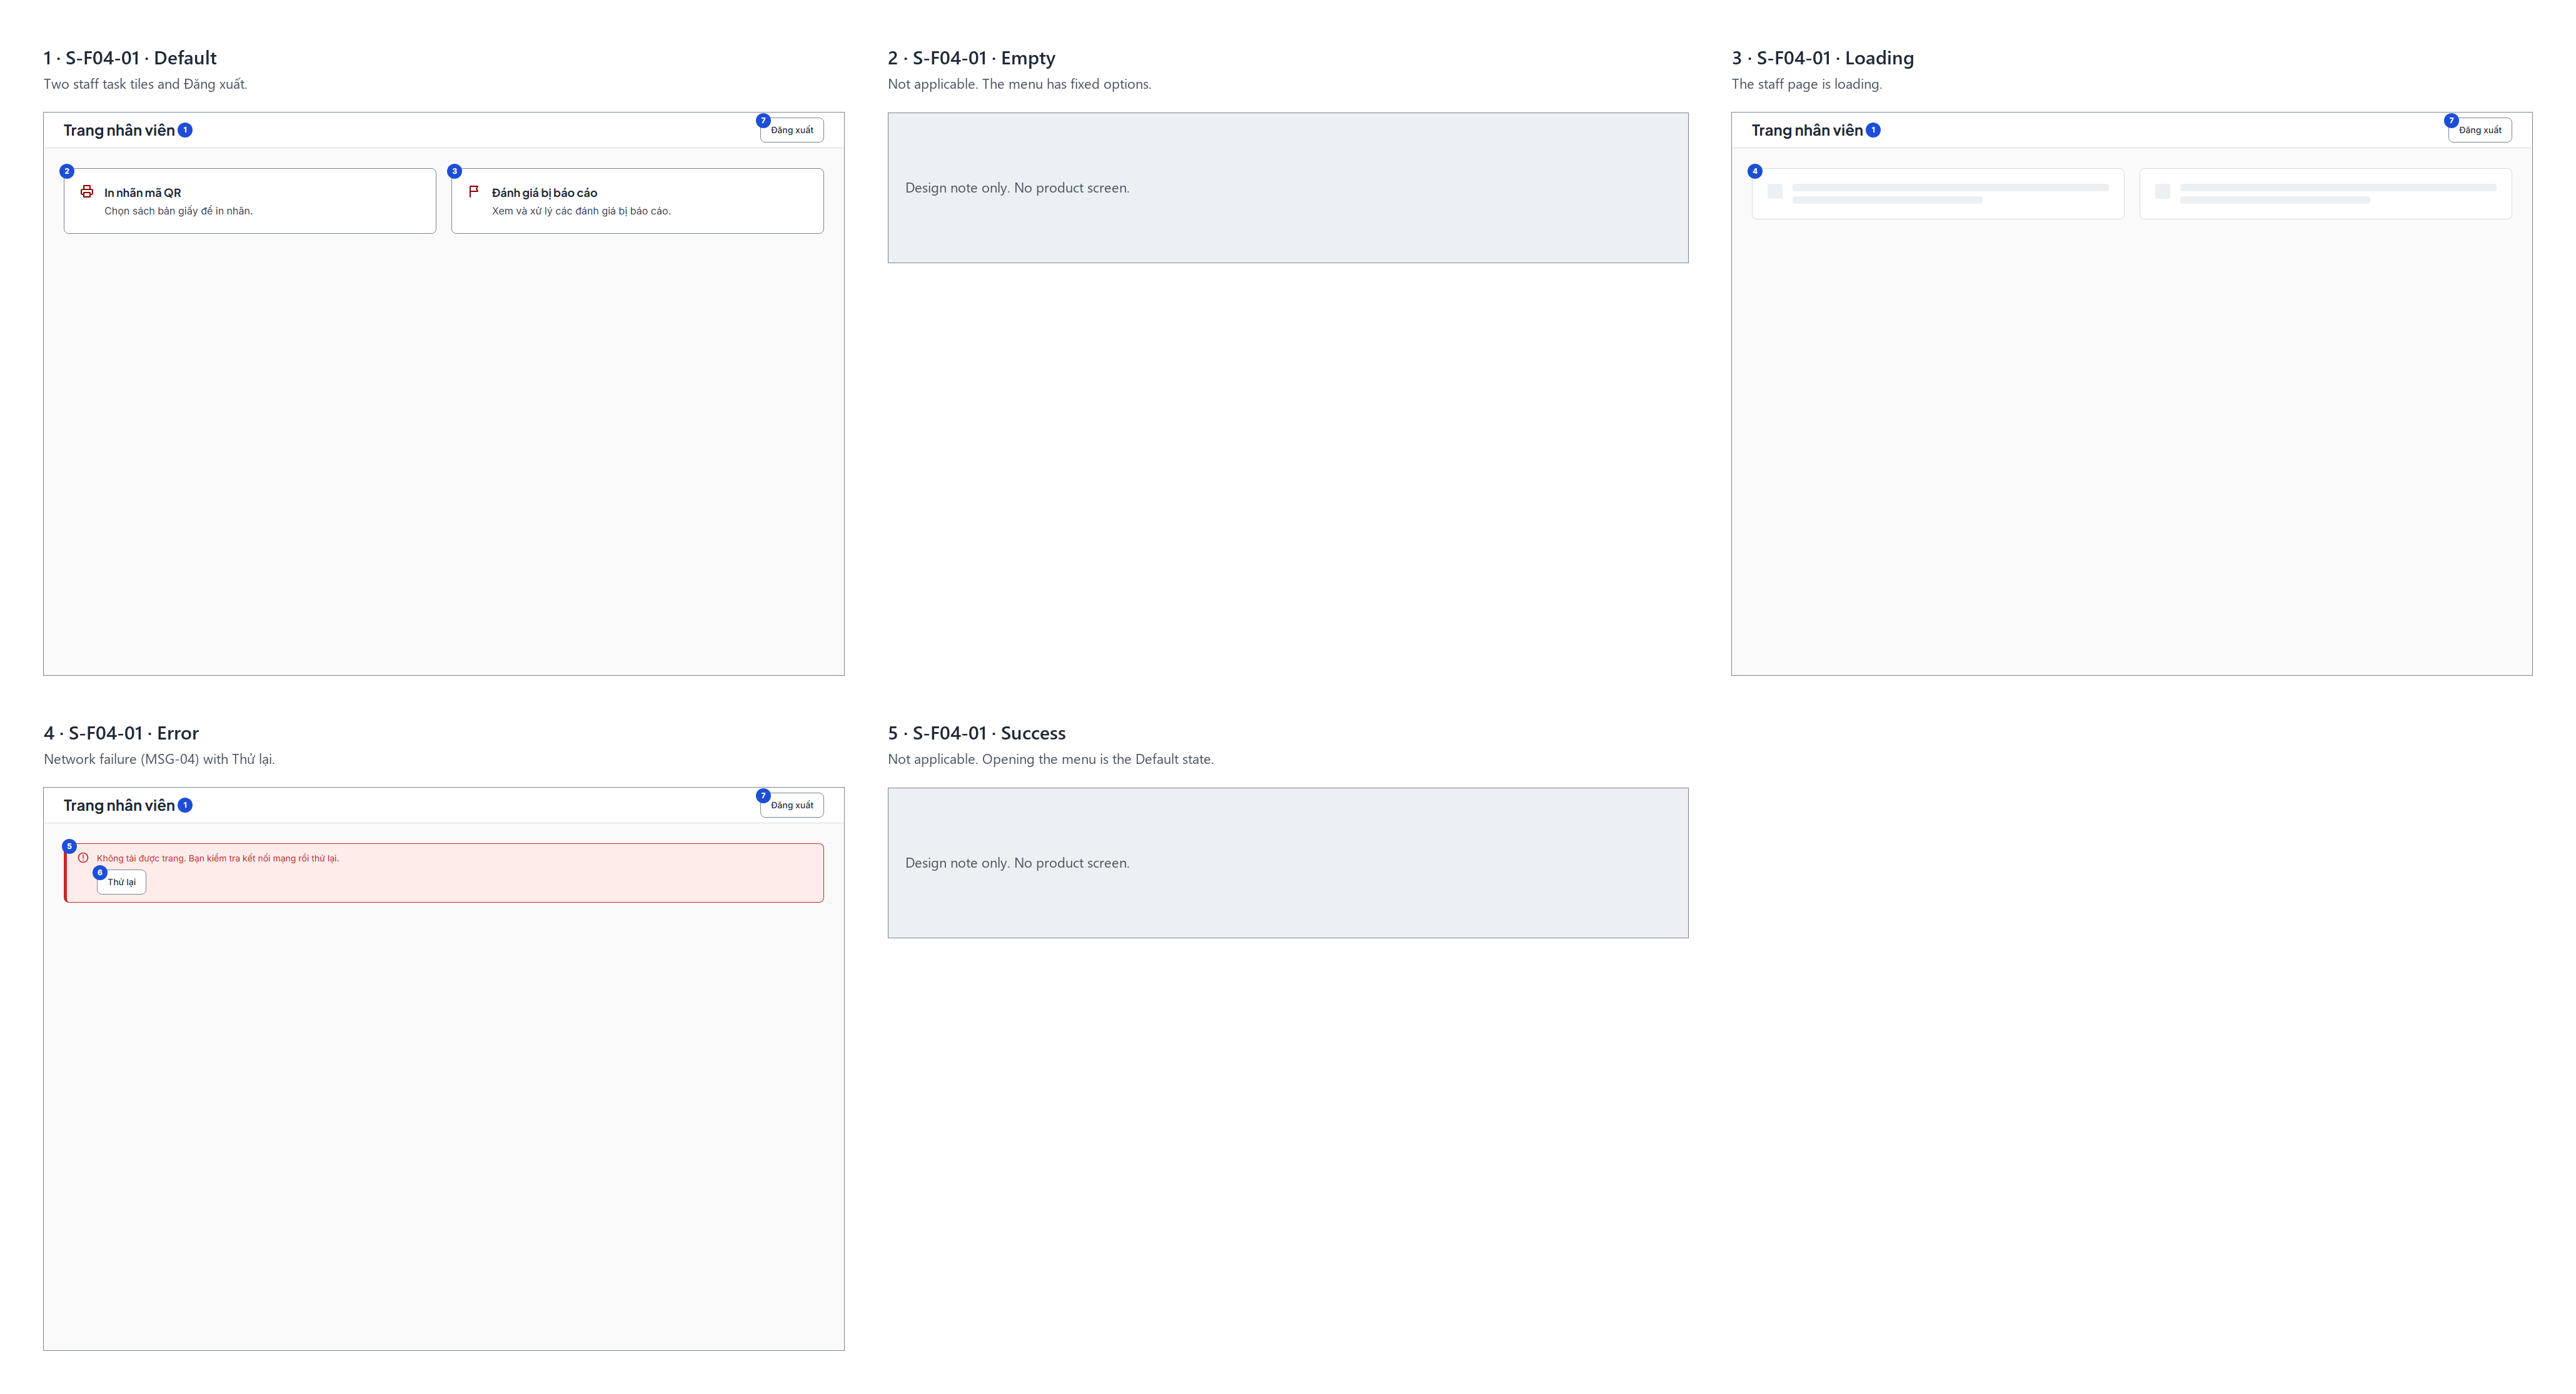 1 · S-F04-01 · Default
Two staff task tiles and Đăng xuất.
Trang nhân viên 1
7 Đăng xuất
2
In nhãn mã QR
Chọn sách bản giấy để in nhãn.
3
Đánh giá bị báo cáo
Xem và xử lý các đánh giá bị báo cáo.
2 · S-F04-01 · Empty
Not applicable. The menu has fixed options.
Design note only. No product screen.
3 · S-F04-01 · Loading
The staff page is loading.
Trang nhân viên 1
7 Đăng xuất
4
4 · S-F04-01 · Error
Network failure (MSG-04) with Thử lại.
Trang nhân viên 1
7 Đăng xuất
5
Không tải được trang. Bạn kiểm tra kết nối mạng rồi thử lại.
6
Thử lại
5 · S-F04-01 · Success
Not applicable. Opening the menu is the Default state.
Design note only. No product screen.